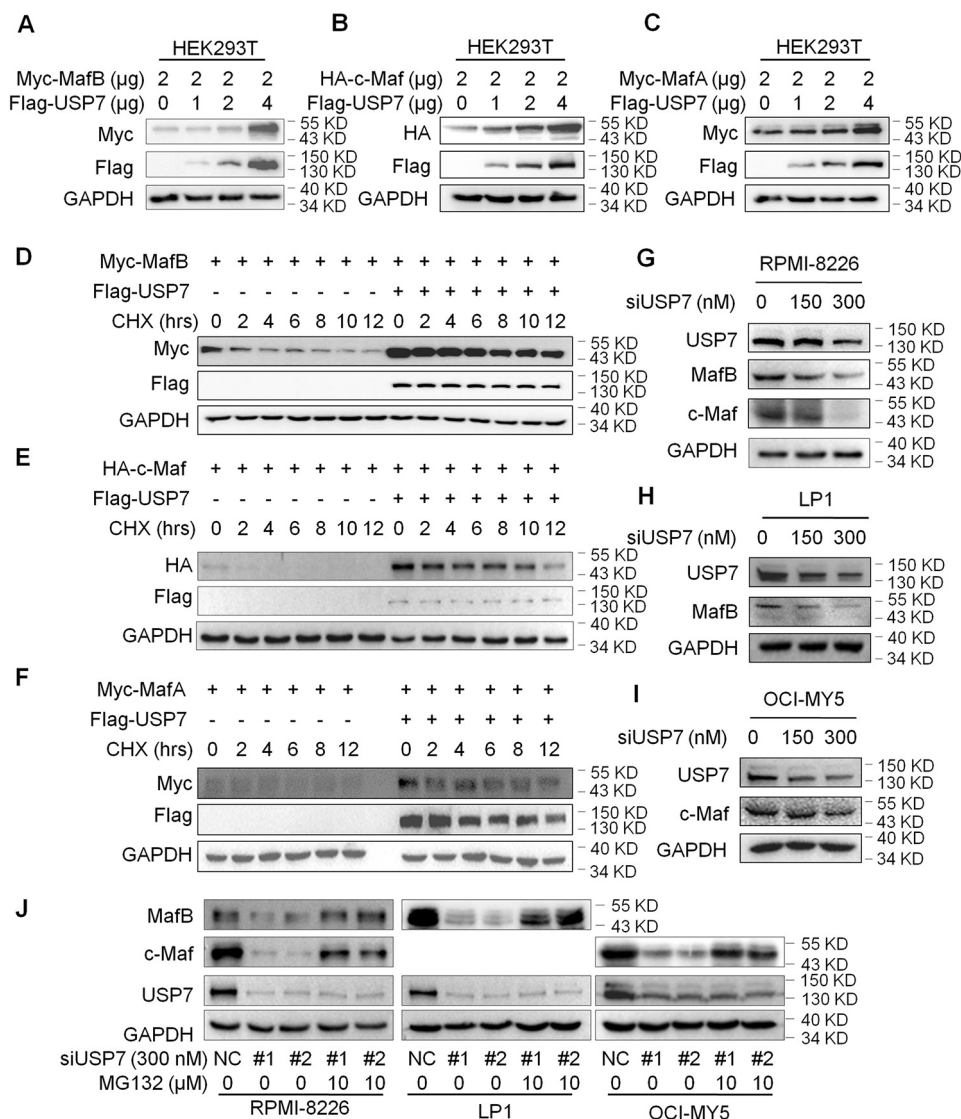 A
HEK293T
Myc-MafB (µg) 2 2 2 2
Flag-USP7 (µg) 0 1 2 4
Myc 55 KD
43 KD
Flag 150 KD
130 KD
GAPDH 40 KD
34 KD
B
HEK293T
HA-c-Maf (µg) 2 2 2 2
Flag-USP7 (µg) 0 1 2 4
HA 55 KD
43 KD
Flag 150 KD
130 KD
GAPDH 40 KD
34 KD
C
HEK293T
Myc-MafA (µg) 2 2 2 2
Flag-USP7 (µg) 0 1 2 4
Myc 55 KD
43 KD
Flag 150 KD
130 KD
GAPDH 40 KD
34 KD
D
Myc-MafB + + + + + + + + + + + + + +
Flag-USP7 - - - - - - - + + + + + + +
CHX (hrs) 0 2 4 6 8 10 12 0 2 4 6 8 10 12
Myc 55 KD
43 KD
Flag 150 KD
130 KD
GAPDH 40 KD
34 KD
E
HA-c-Maf + + + + + + + + + + + + + +
Flag-USP7 - - - - - - - + + + + + + +
CHX (hrs) 0 2 4 6 8 10 12 0 2 4 6 8 10 12
HA 55 KD
43 KD
Flag 150 KD
130 KD
GAPDH 40 KD
34 KD
F
Myc-MafA + + + + + + + + + + + +
Flag-USP7 - - - - - - + + + + + +
CHX (hrs) 0 2 4 6 8 12 0 2 4 6 8 12
Myc 55 KD
43 KD
Flag 150 KD
130 KD
GAPDH 40 KD
34 KD
G
RPMI-8226
siUSP7 (nM) 0 150 300
USP7 150 KD
130 KD
MafB 55 KD
43 KD
c-Maf 55 KD
43 KD
GAPDH 40 KD
34 KD
H
LP1
siUSP7 (nM) 0 150 300
USP7 150 KD
130 KD
MafB 55 KD
43 KD
GAPDH 40 KD
34 KD
I
OCI-MY5
siUSP7 (nM) 0 150 300
USP7 150 KD
130 KD
c-Maf 55 KD
43 KD
GAPDH 40 KD
34 KD
J
MafB 55 KD
43 KD
c-Maf 55 KD
43 KD
USP7 150 KD
130 KD
GAPDH 40 KD
34 KD
siUSP7 (300 nM) NC #1 #2 #1 #2 NC #1 #2 #1 #2 NC #1 #2 #1 #2
MG132 (µM) 0 0 0 10 10 0 0 0 10 10 0 0 0 10 10
RPMI-8226 LP1 OCI-MY5